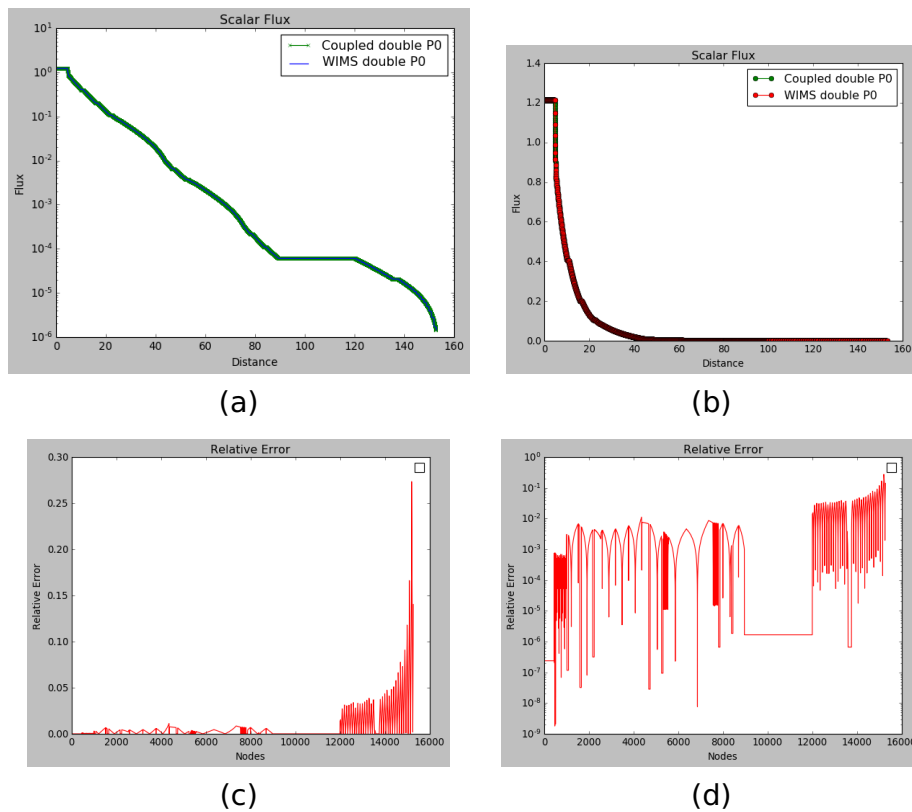 Scalar Flux
10^1
10^0
10^-1
10^-2
10^-3
10^-4
10^-5
10^-6
Flux
Coupled double P0
WIMS double P0
0 20 40 60 80 100 120 140 160
Distance
(a)
Scalar Flux
1.4
1.2
1.0
0.8
0.6
0.4
0.2
0.0
Flux
Coupled double P0
WIMS double P0
0 20 40 60 80 100 120 140 160
Distance
(b)
Relative Error
0.30
0.25
0.20
0.15
0.10
0.05
0.00
Relative Error
0 2000 4000 6000 8000 10000 12000 14000 16000
Nodes
(c)
Relative Error
10^0
10^-1
10^-2
10^-3
10^-4
10^-5
10^-6
10^-7
10^-8
10^-9
Relative Error
0 2000 4000 6000 8000 10000 12000 14000 16000
Nodes
(d)